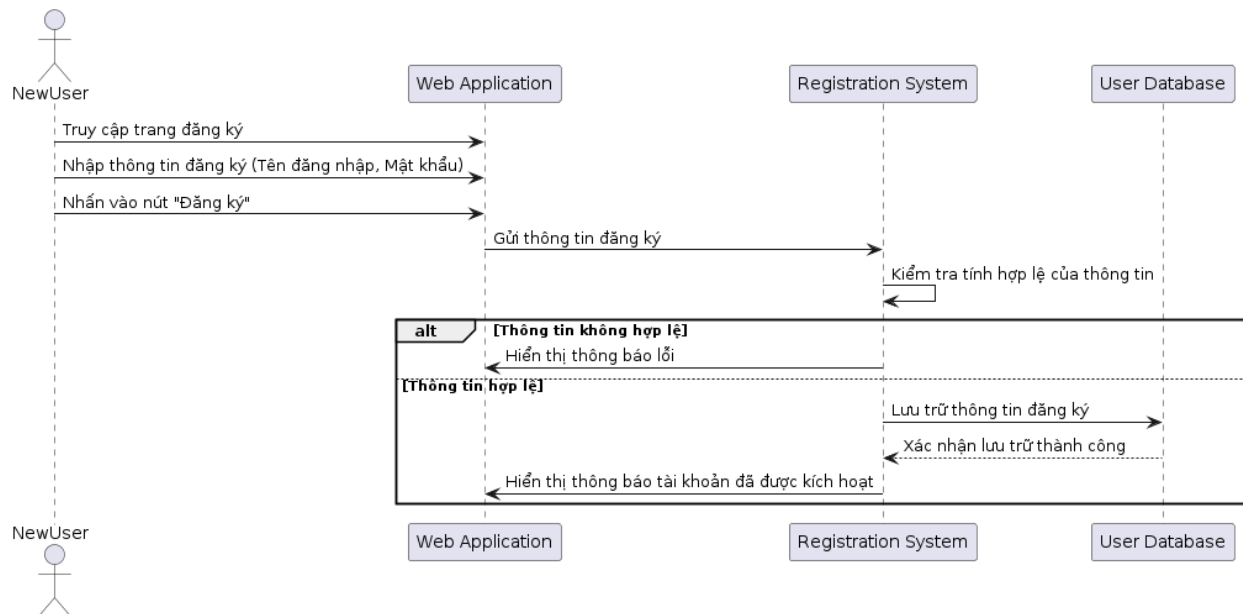 NewUser
Web Application
Registration System
User Database
Truy cập trang đăng ký
Nhập thông tin đăng ký (Tên đăng nhập, Mật khẩu)
Nhấn vào nút "Đăng ký"
Gửi thông tin đăng ký
Kiểm tra tính hợp lệ của thông tin
alt
[Thông tin không hợp lệ]
Hiển thị thông báo lỗi
[Thông tin hợp lệ]
Lưu trữ thông tin đăng ký
Xác nhận lưu trữ thành công
Hiển thị thông báo tài khoản đã được kích hoạt
NewUser
Web Application
Registration System
User Database